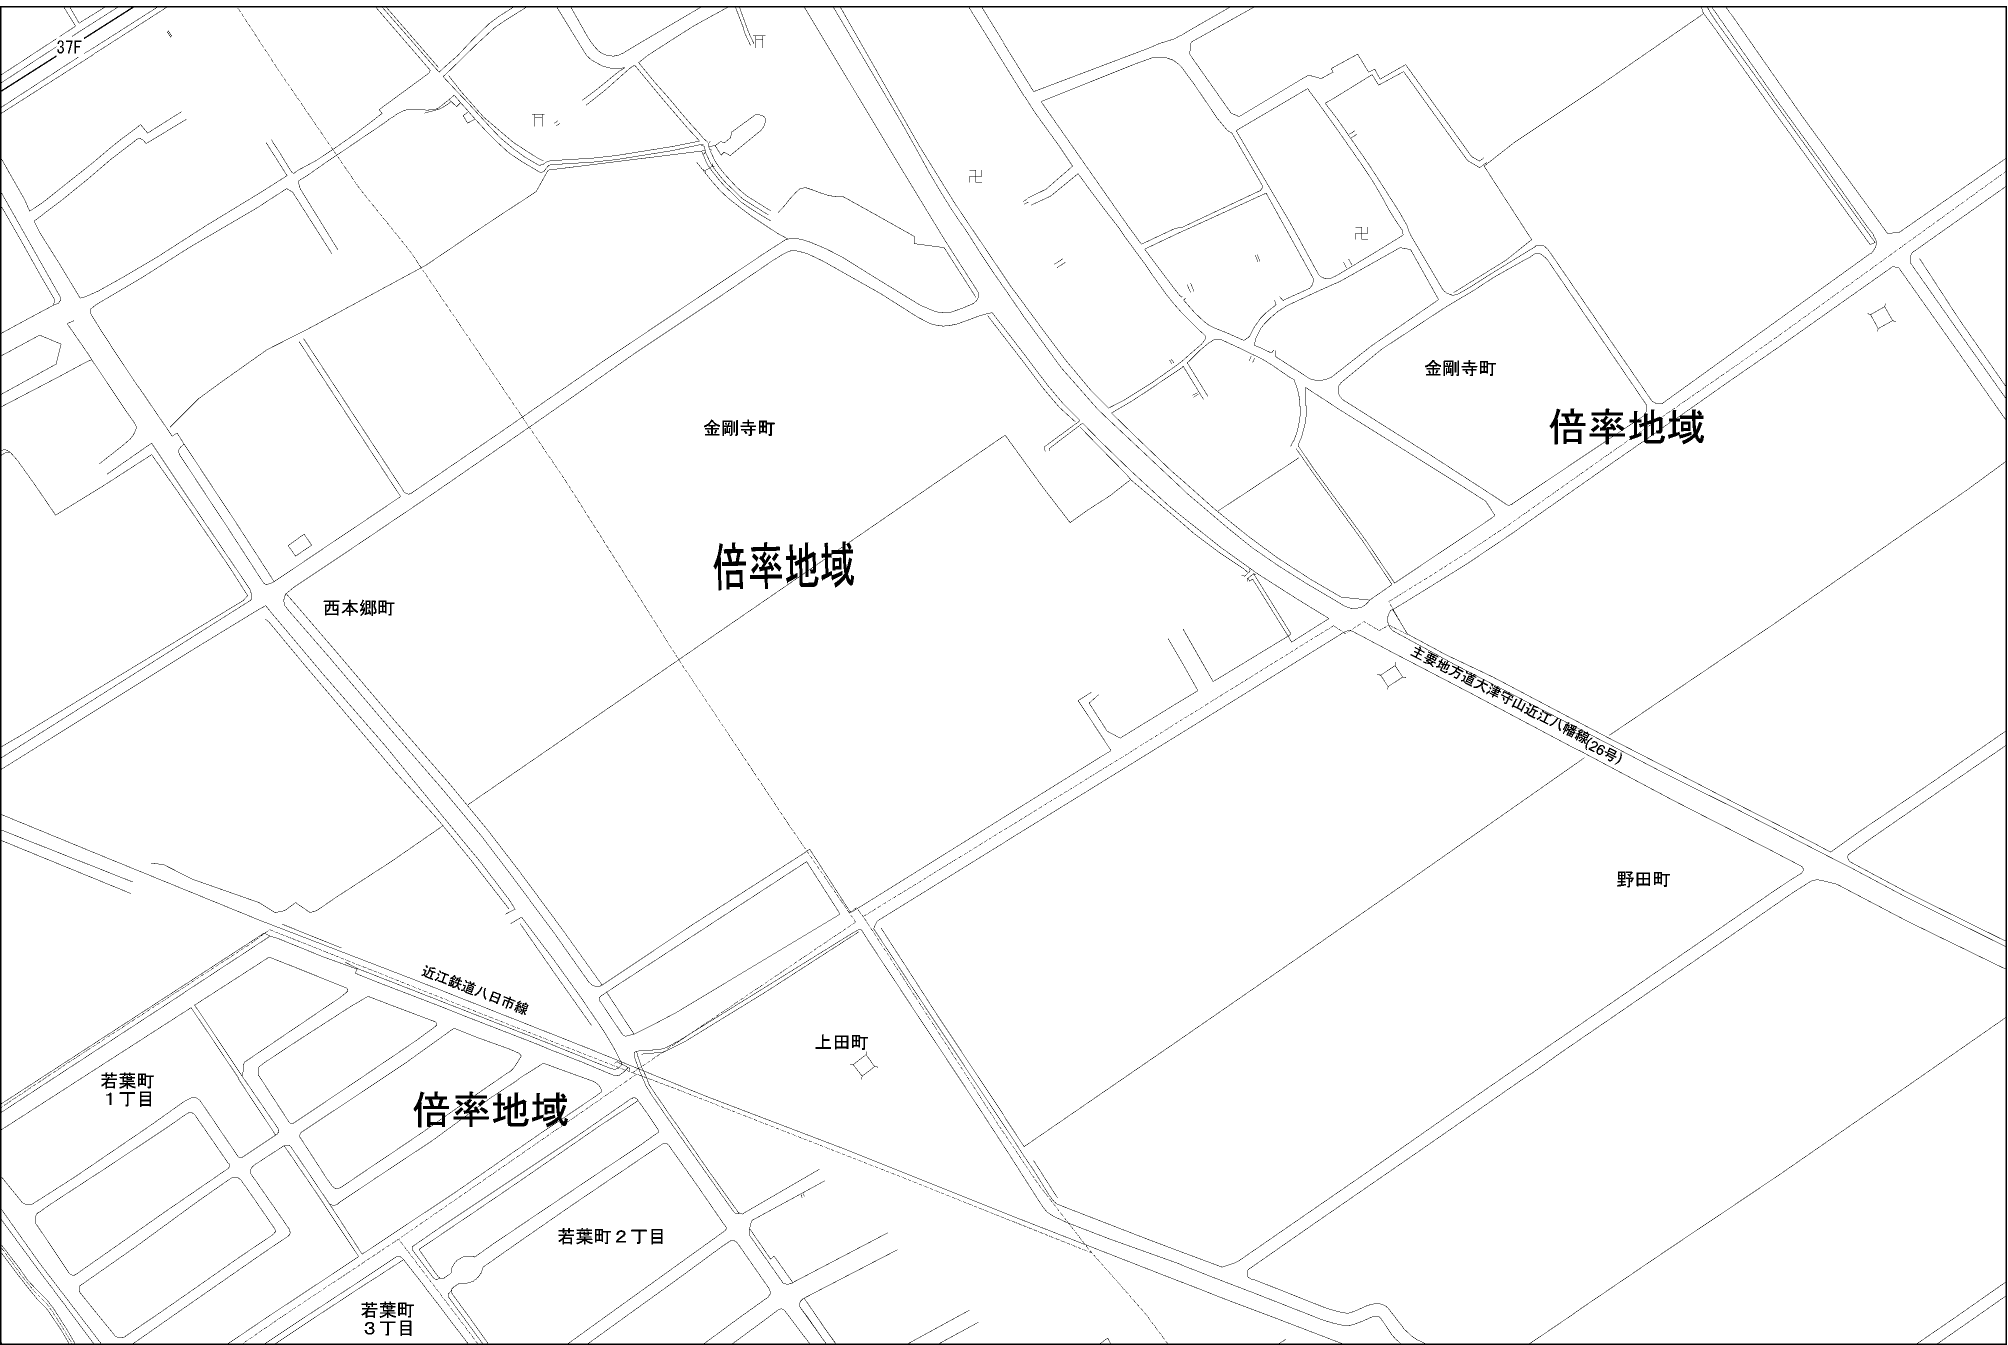 37F
金剛寺町
倍率地域
金剛寺町
倍率地域
西本郷町
主要地方道大津守山近江八幡線(26号)
野田町
近江鉄道八日市線
上田町
若葉町
1丁目
倍率地域
若葉町2丁目
若葉町
3丁目